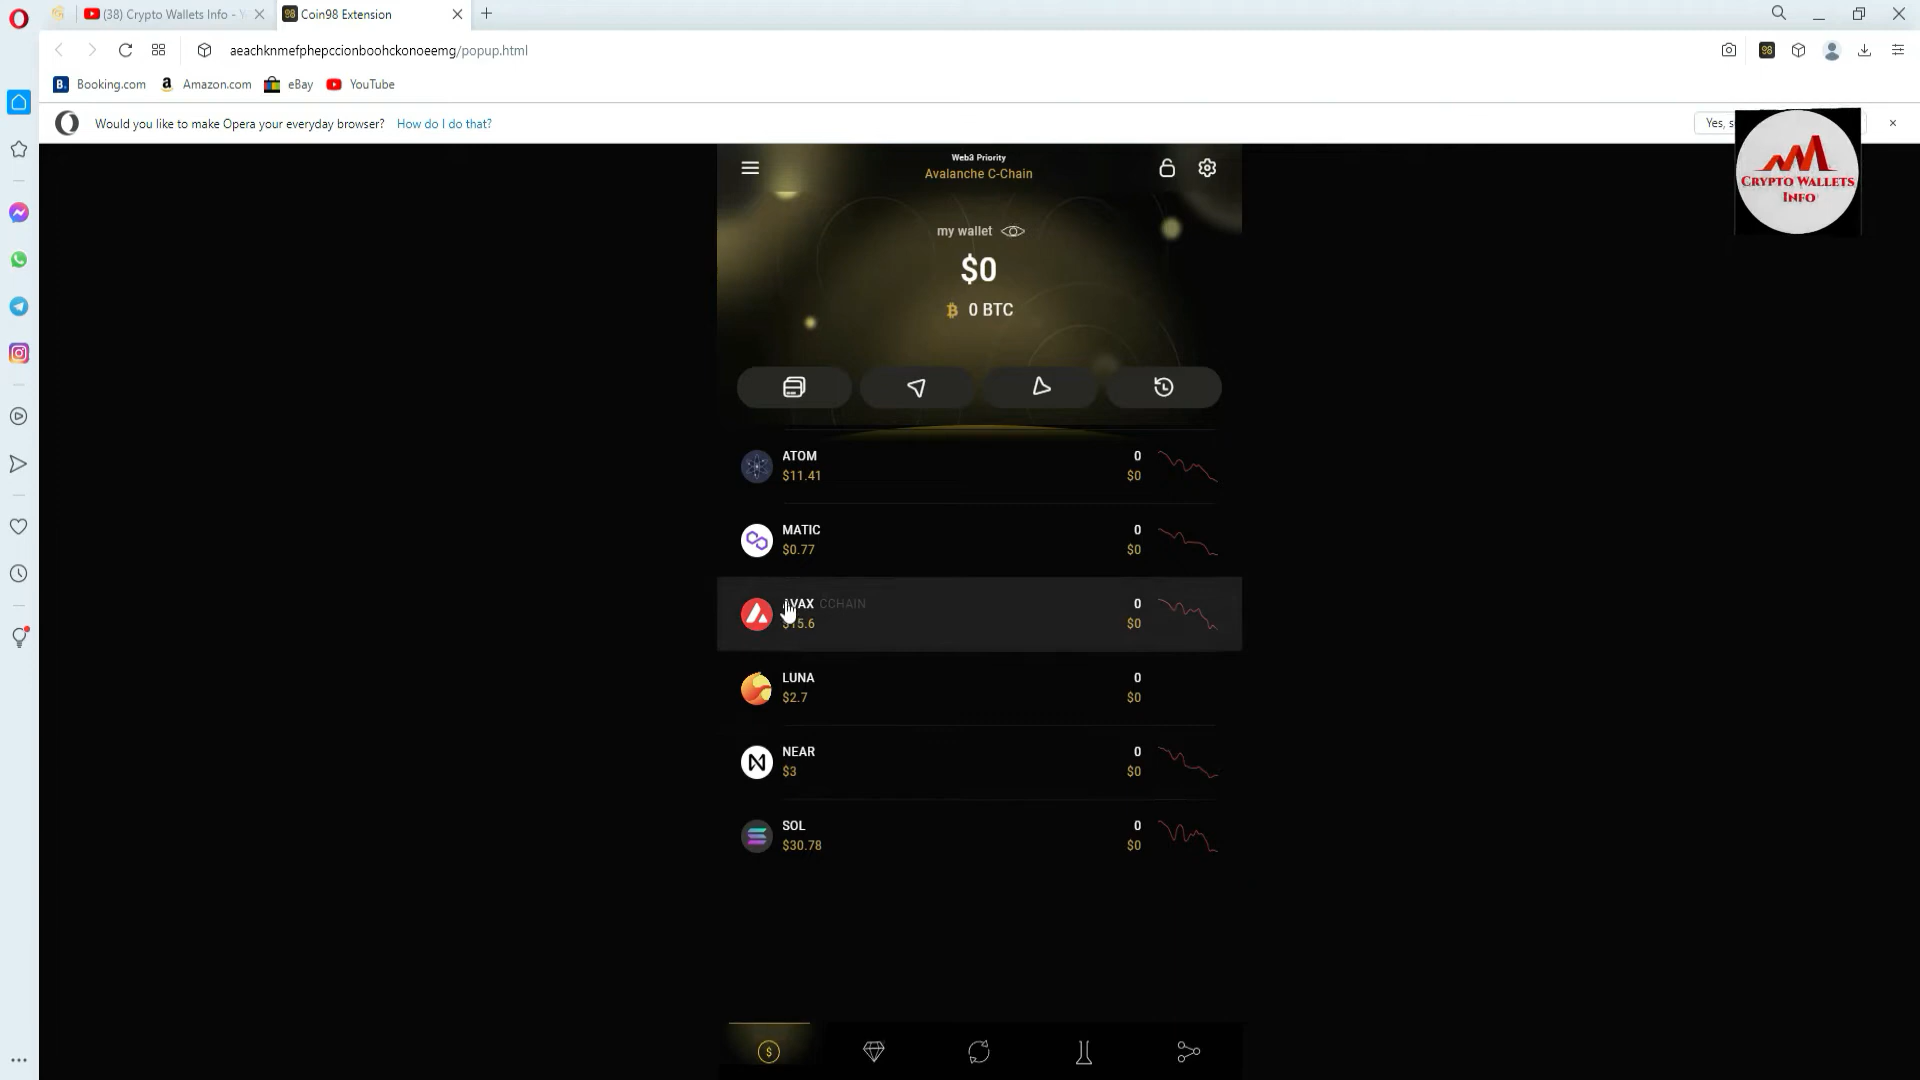 (38) Crypto Wallets Info - Y
Coin98 Extension
aeachknmefphepccionboohckonoeemg/popup.html
Booking.com
Amazon.com
eBay
YouTube
Would you like to make Opera your everyday browser? How do I do that?
Yes, s
CRYPTO WALLETS
INFO
Web3 Priority
Avalanche C-Chain
my wallet
$0
0 BTC
ATOM 0
$11.41 $0
MATIC 0
$0.77 $0
AVAX CCHAIN 0
$15.6 $0
LUNA 0
$2.7 $0
NEAR 0
$3 $0
SOL 0
$30.78 $0